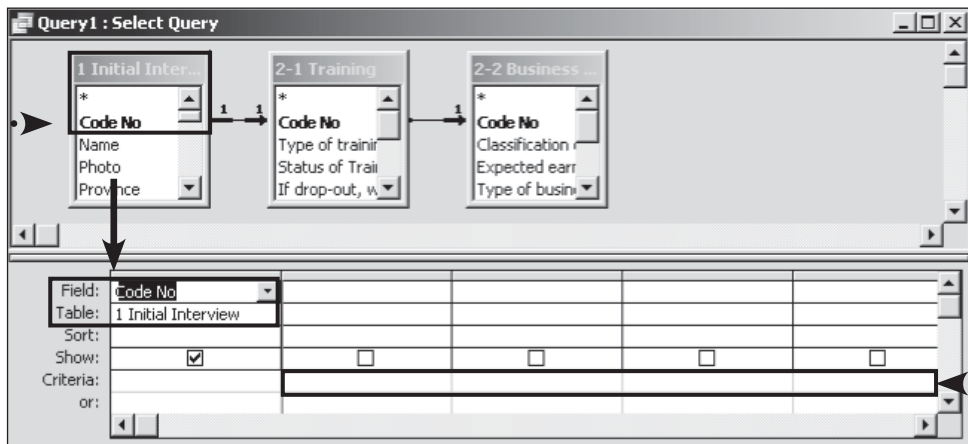 Query1 : Select Query
1 Initial Inter...
*
Code No
Name
Photo
Province
1 1
2-1 Training
*
Code No
Type of trainin
Status of Train
If drop-out, w
1
2-2 Business ...
*
Code No
Classification
Expected earr
Type of busin
Field: Code No
Table: 1 Initial Interview
Sort:
Show:
Criteria:
or: